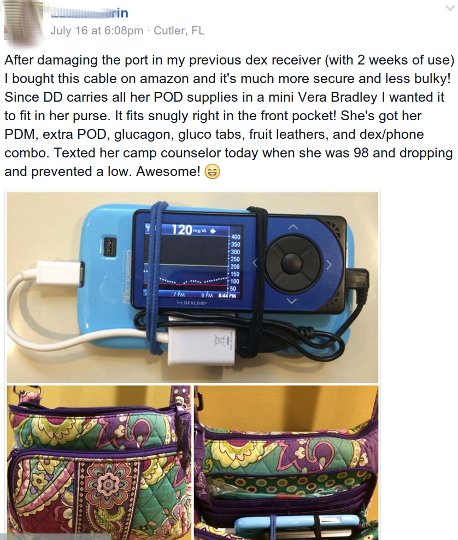 rin
July 16 at 6:08pm · Cutler, FL
After damaging the port in my previous dex receiver (with 2 weeks of use)
I bought this cable on amazon and it's much more secure and less bulky!
Since DD carries all her POD supplies in a mini Vera Bradley I wanted it
to fit in her purse. It fits snugly right in the front pocket! She's got her
PDM, extra POD, glucagon, gluco tabs, fruit leathers, and dex/phone
combo. Texted her camp counselor today when she was 98 and dropping
and prevented a low. Awesome!
120 mg/dL
400
350
300
250
200
150
100
50
7 PM 8 PM 8:44 PM
DEXCOM